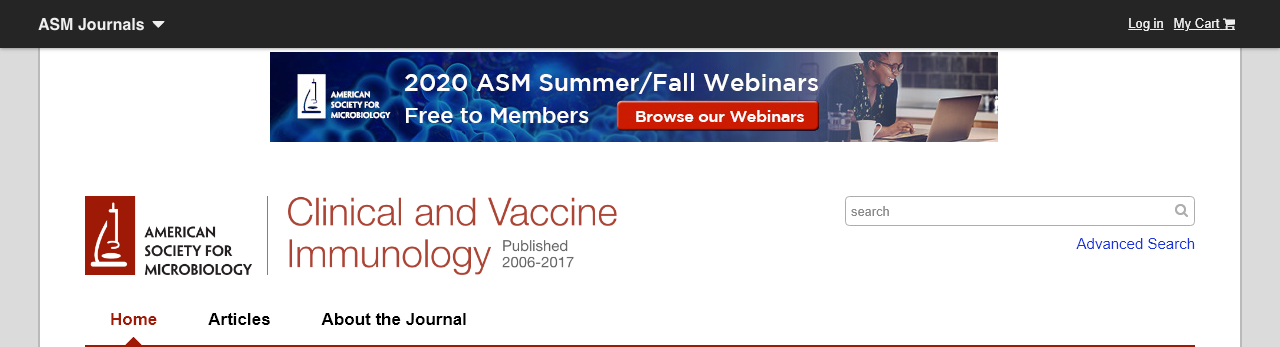 ASM Journals
Log in My Cart
AMERICAN
SOCIETY FOR
MICROBIOLOGY
2020 ASM Summer/Fall Webinars
Free to Members
Browse our Webinars
AMERICAN
SOCIETY FOR
MICROBIOLOGY
Clinical and Vaccine
Immunology
Published
2006-2017
search
Advanced Search
Home Articles About the Journal